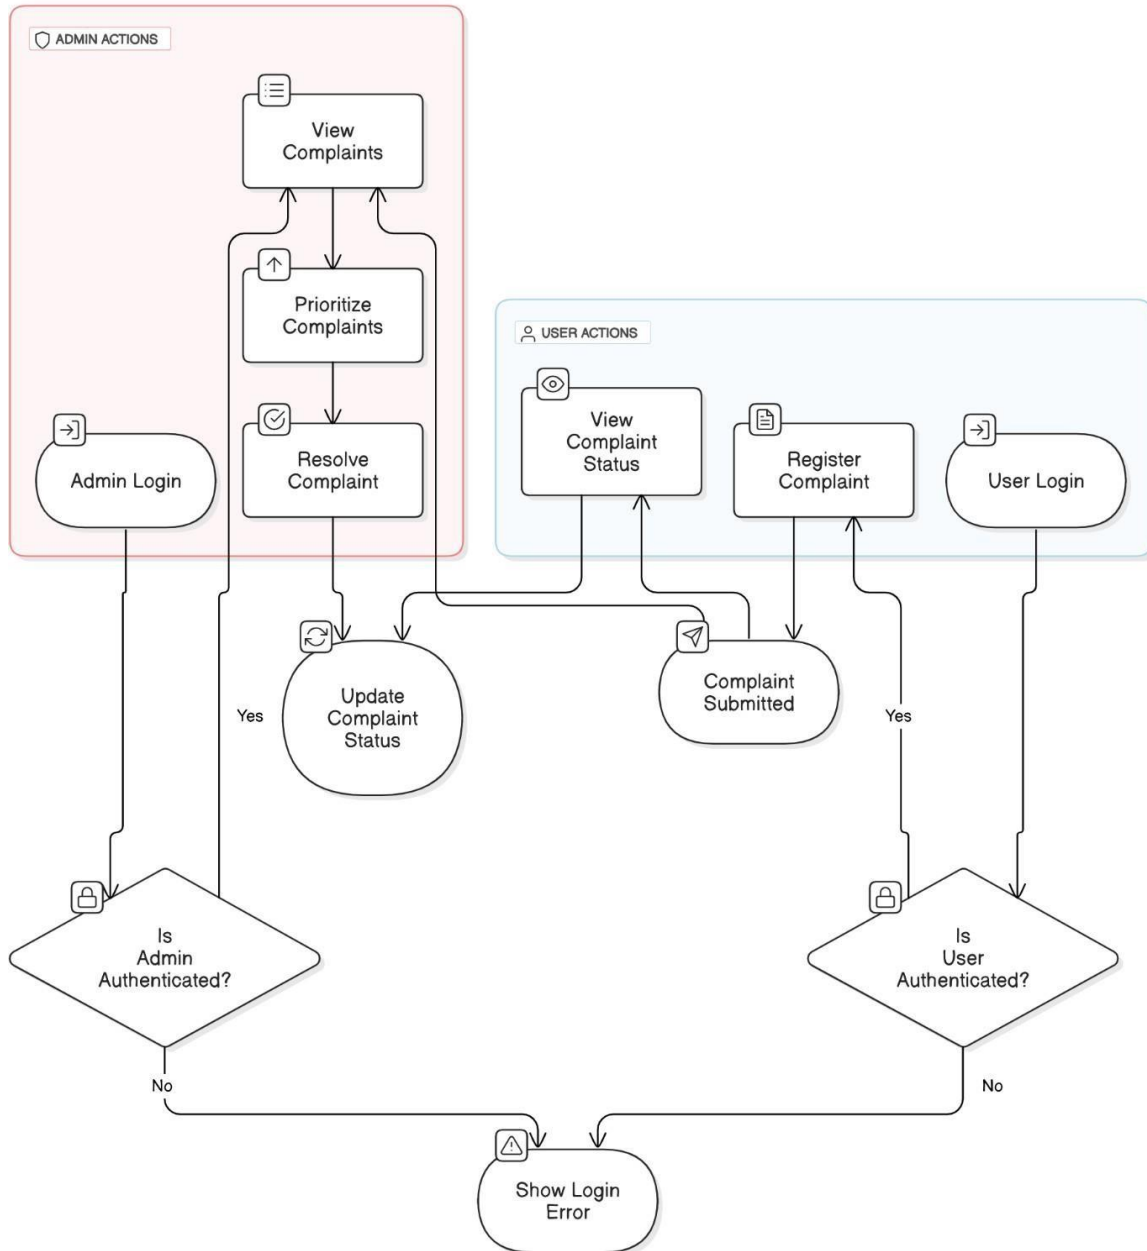 ADMIN ACTIONS
View
Complaints
Prioritize
Complaints
USER ACTIONS
Admin Login
Resolve
Complaint
View
Complaint
Status
Register
Complaint
User Login
Update
Complaint
Status
Complaint
Submitted
Yes
Yes
Is
Admin
Authenticated?
Is
User
Authenticated?
No
No
Show Login
Error